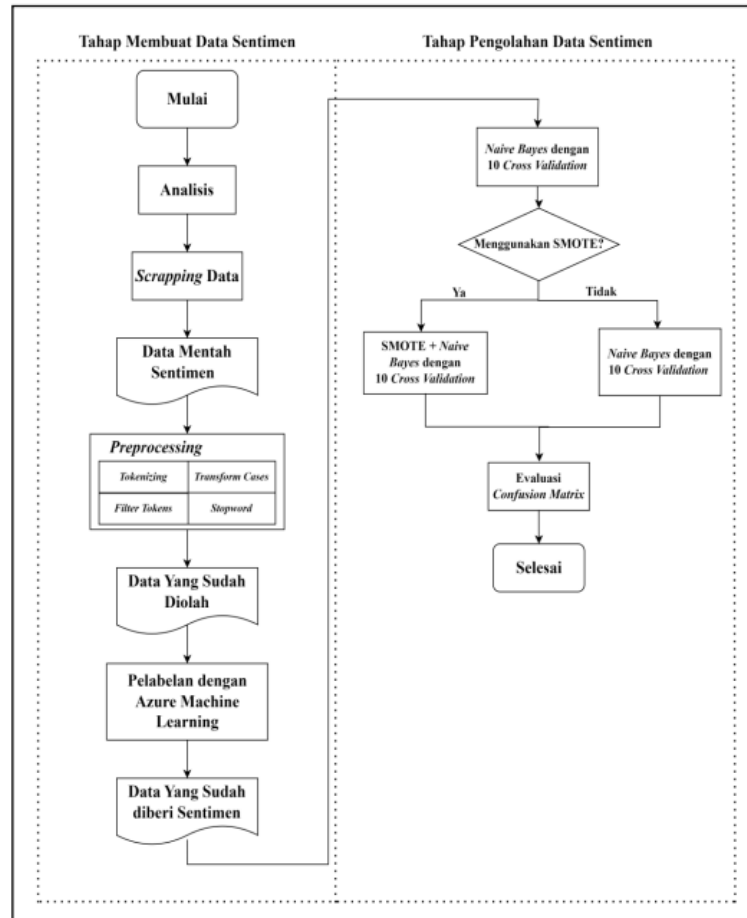 Tahap Membuat Data Sentimen
Mulai
Analisis
Scrapping Data
Data Mentah
Sentimen
Preprocessing
Tokenizing
Transform Cases
Filter Tokens
Stopword
Data Yang Sudah
Diolah
Pelabelan dengan
Azure Machine
Learning
Data Yang Sudah
diberi Sentimen
Tahap Pengolahan Data Sentimen
Naive Bayes dengan
10 Cross Validation
Menggunakan SMOTE?
Ya
Tidak
SMOTE + Naive
Bayes dengan
10 Cross Validation
Naive Bayes dengan
10 Cross Validation
Evaluasi
Confusion Matrix
Selesai